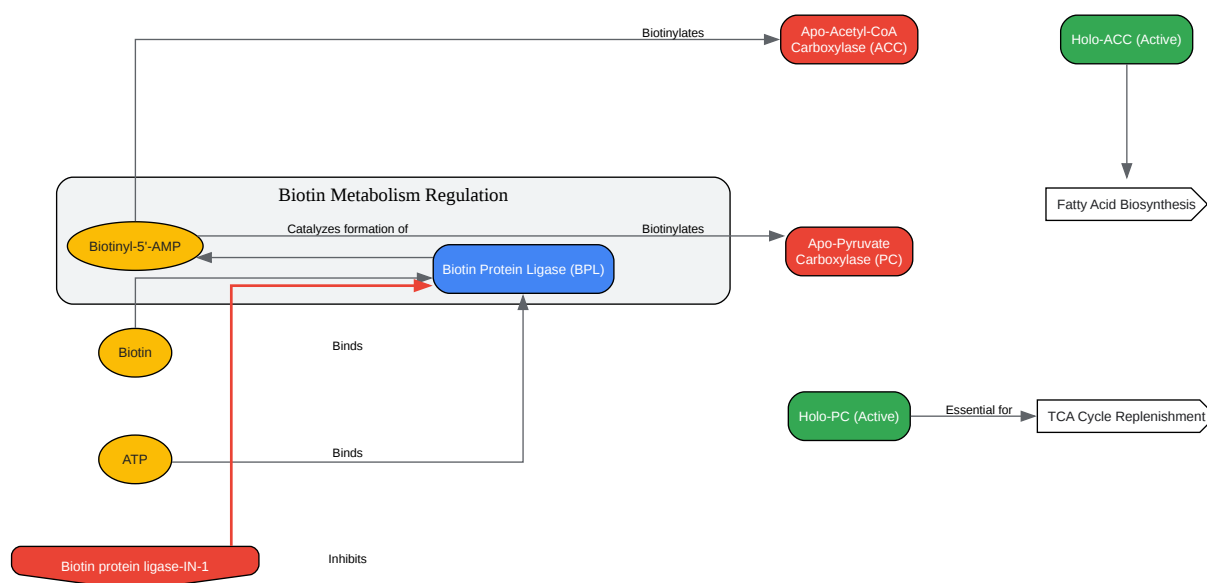 Biotinylates
Apo-Acetyl-CoA
Carboxylase (ACC)
Holo-ACC (Active)
Biotin Metabolism Regulation
Fatty Acid Biosynthesis
Biotinyl-5'-AMP
Catalyzes formation of
Biotinylates
Apo-Pyruvate
Carboxylase (PC)
Biotin Protein Ligase (BPL)
Biotin
Binds
Holo-PC (Active)
Essential for
TCA Cycle Replenishment
ATP
Binds
Biotin protein ligase-IN-1
Inhibits